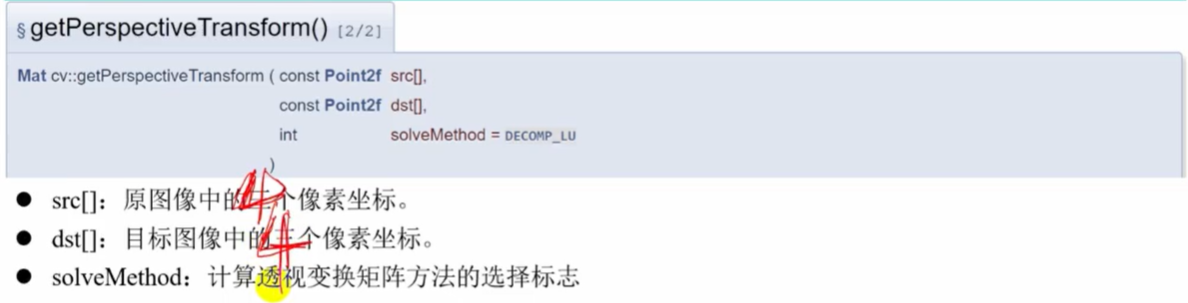 § getPerspectiveTransform() [2/2]
Mat cv::getPerspectiveTransform ( const Point2f src[],
const Point2f dst[],
int solveMethod = DECOMP_LU
)
● src[]：原图像中的三个像素坐标。
● dst[]：目标图像中的三个像素坐标。
● solveMethod：计算透视变换矩阵方法的选择标志
4
4